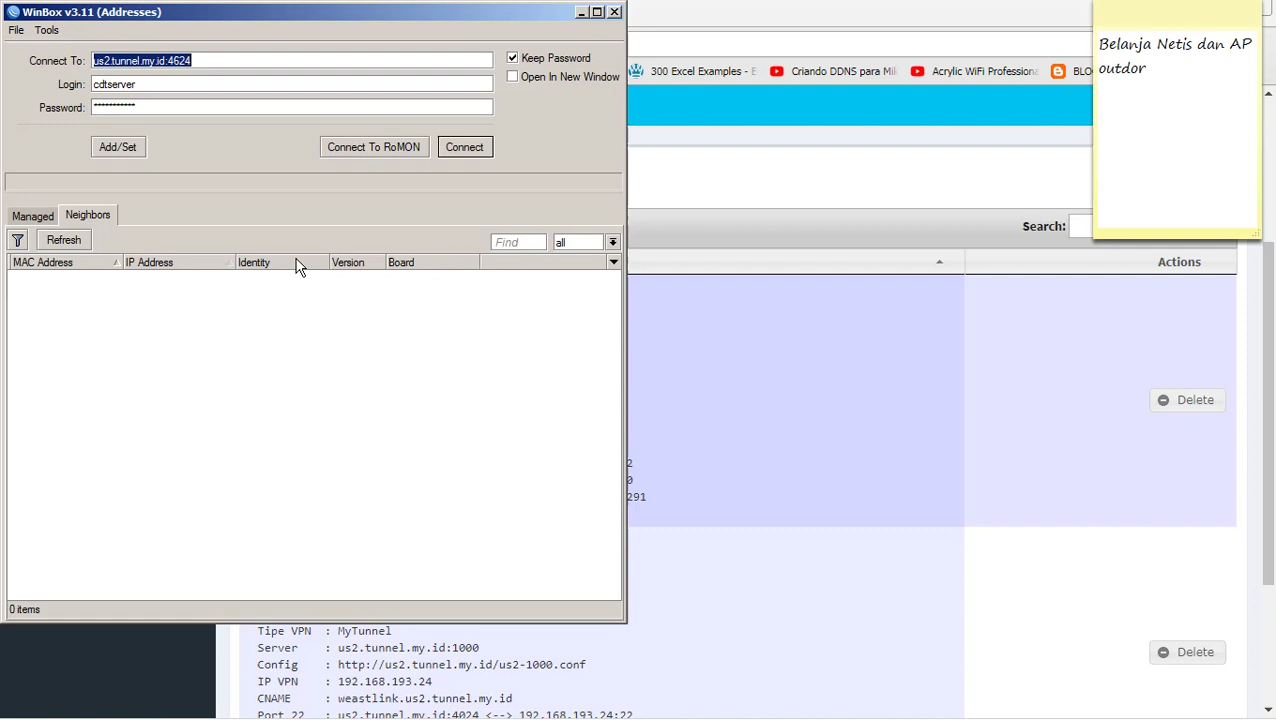 WinBox v3.11 (Addresses)
File Tools
Connect To: us2.tunnel.my.id:4624
Keep Password
Login: cdtserver
Open In New Window
Password: ***********
Add/Set
Connect To RoMON
Connect
Managed
Neighbors
Refresh
Find
all
MAC Address
IP Address
Identity
Version
Board
0 items
300 Excel Examples -
Criando DDNS para Mi
Acrylic WiFi Professiona
BLO
Belanja Netis dan AP
outdor
Search:
Actions
Delete
2
0
291
Tipe VPN : MyTunnel
Server : us2.tunnel.my.id:1000
Config : http://us2.tunnel.my.id/us2-1000.conf
IP VPN : 192.168.193.24
CNAME : weastlink.us2.tunnel.my.id
Port 22 : us2.tunnel.my.id:4024 <--> 192.168.193.24:22
Delete